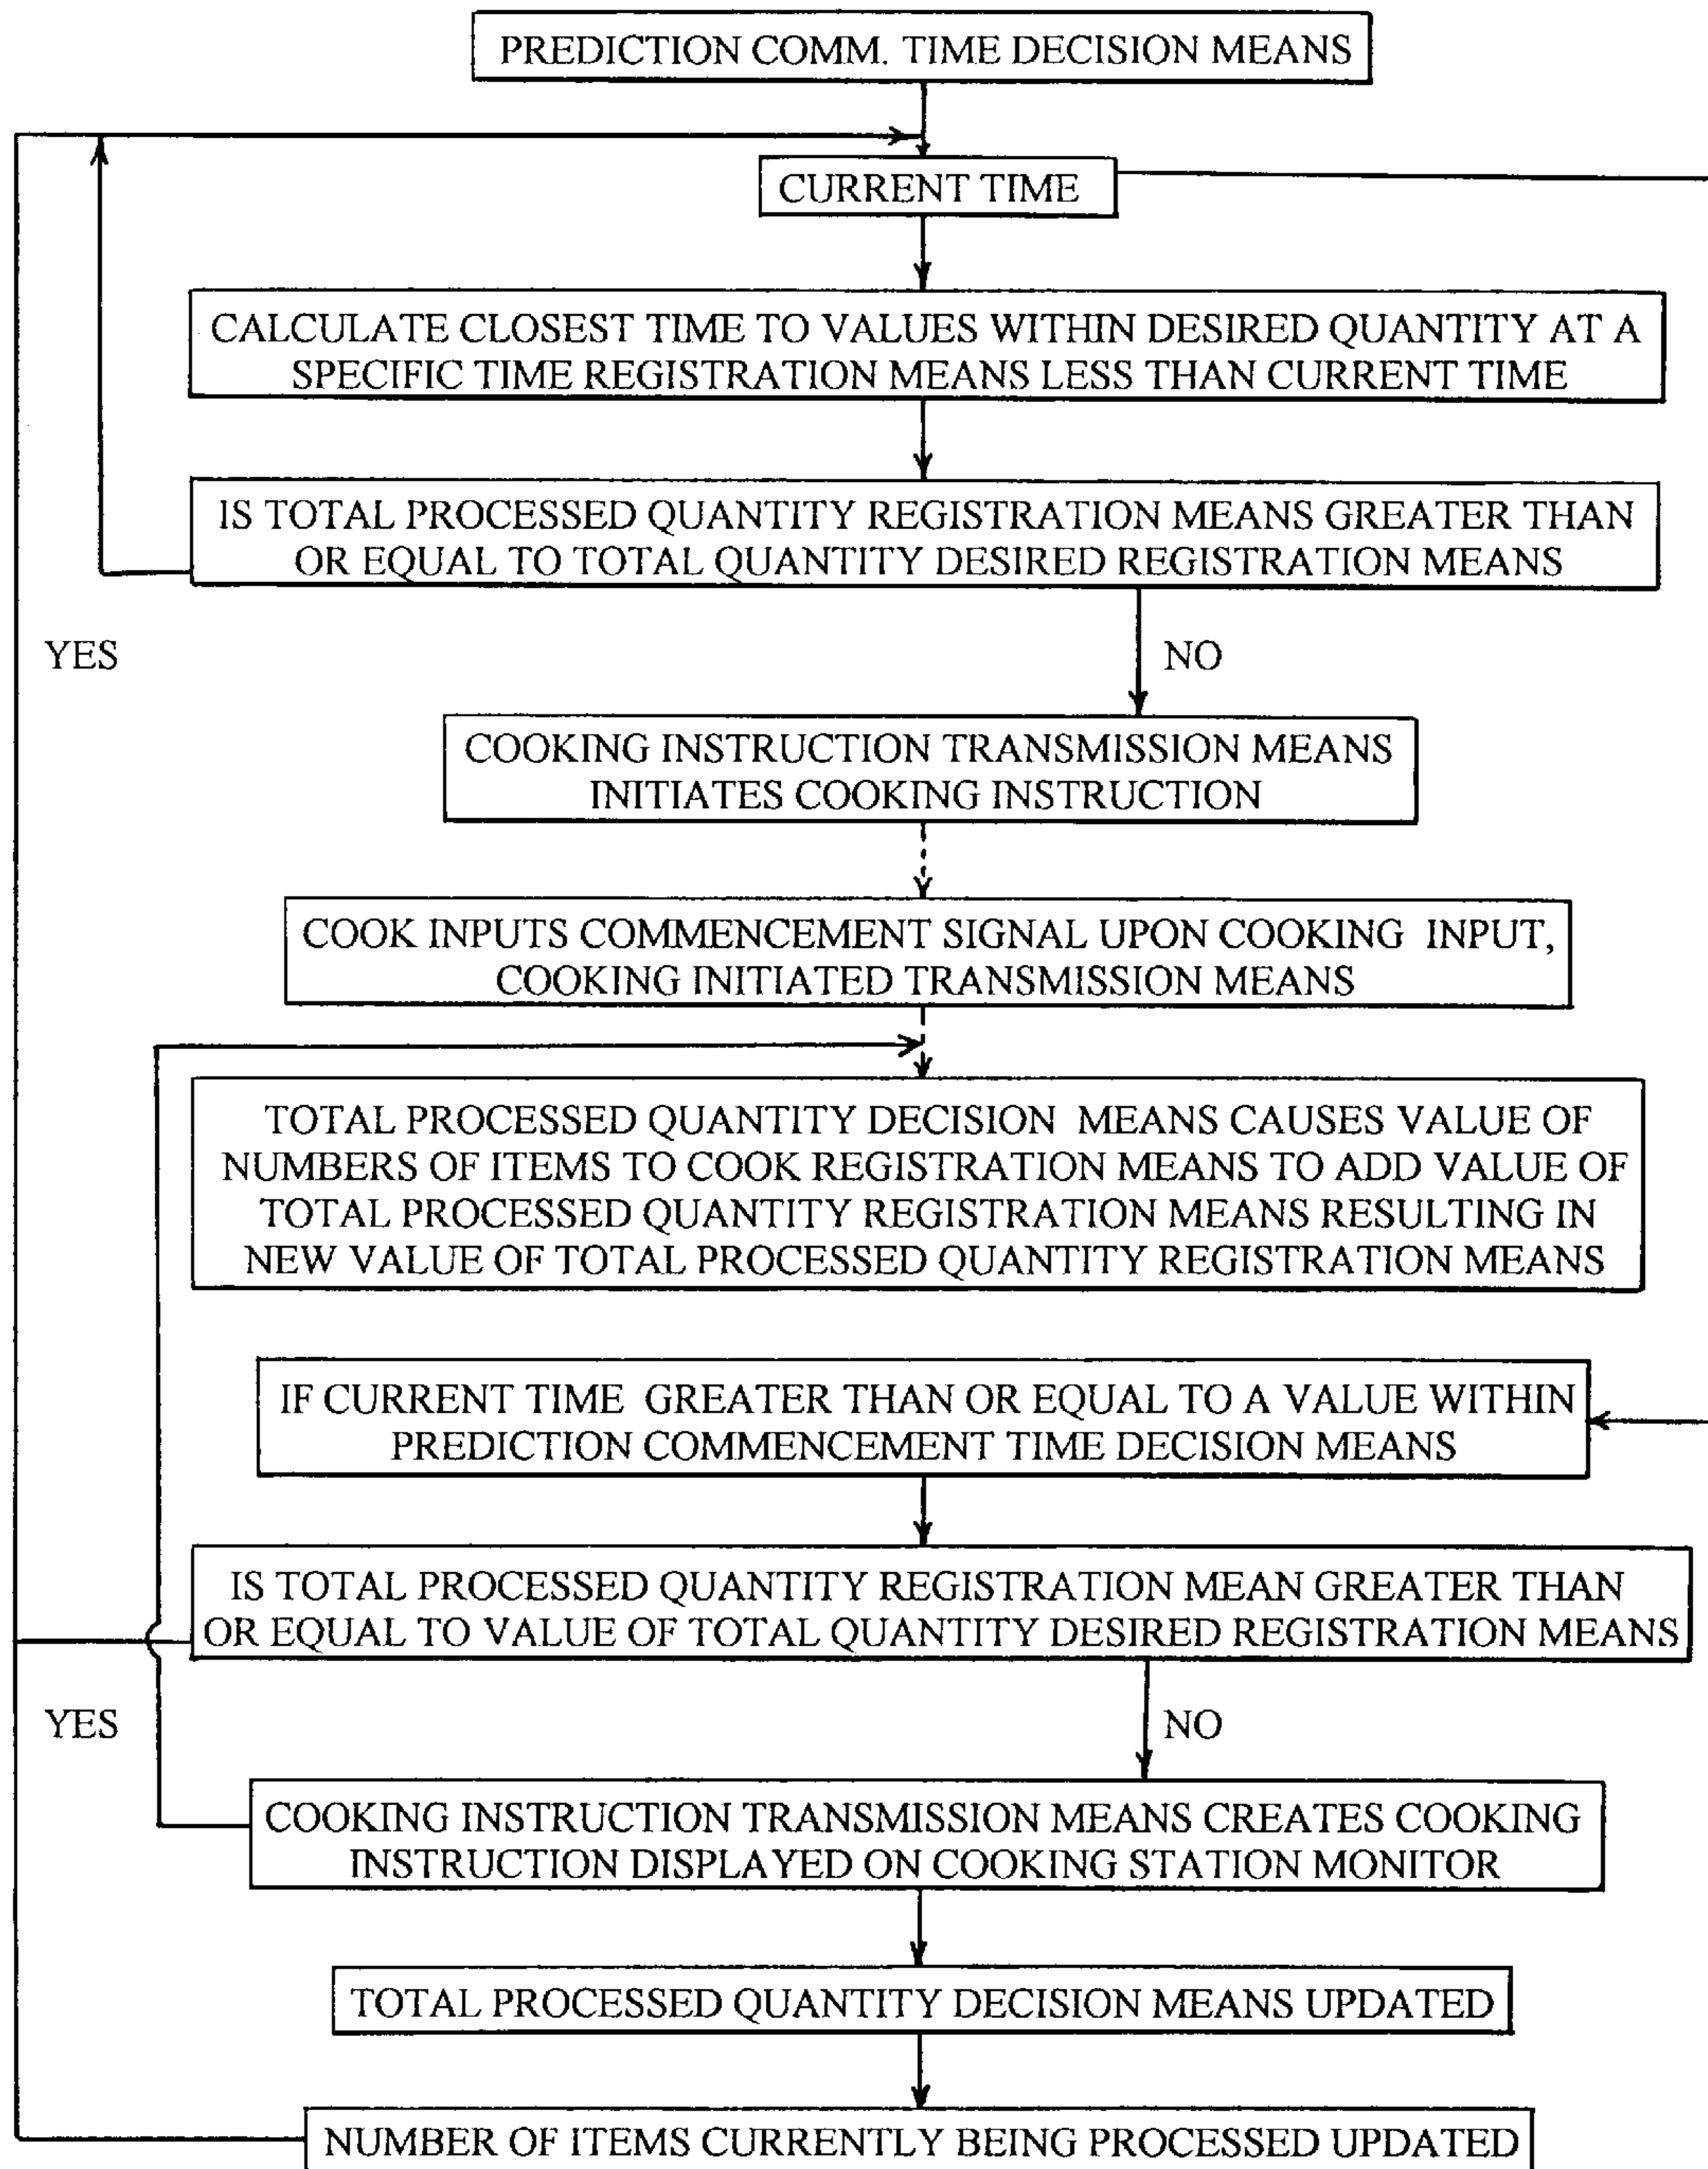 PREDICTION COMM. TIME DECISION MEANS
CURRENT TIME
CALCULATE CLOSEST TIME TO VALUES WITHIN DESIRED QUANTITY AT A
SPECIFIC TIME REGISTRATION MEANS LESS THAN CURRENT TIME
IS TOTAL PROCESSED QUANTITY REGISTRATION MEANS GREATER THAN
OR EQUAL TO TOTAL QUANTITY DESIRED REGISTRATION MEANS
YES
NO
COOKING INSTRUCTION TRANSMISSION MEANS
INITIATES COOKING INSTRUCTION
COOK INPUTS COMMENCEMENT SIGNAL UPON COOKING INPUT,
COOKING INITIATED TRANSMISSION MEANS
TOTAL PROCESSED QUANTITY DECISION MEANS CAUSES VALUE OF
NUMBERS OF ITEMS TO COOK REGISTRATION MEANS TO ADD VALUE OF
TOTAL PROCESSED QUANTITY REGISTRATION MEANS RESULTING IN
NEW VALUE OF TOTAL PROCESSED QUANTITY REGISTRATION MEANS
IF CURRENT TIME GREATER THAN OR EQUAL TO A VALUE WITHIN
PREDICTION COMMENCEMENT TIME DECISION MEANS
IS TOTAL PROCESSED QUANTITY REGISTRATION MEAN GREATER THAN
OR EQUAL TO VALUE OF TOTAL QUANTITY DESIRED REGISTRATION MEANS
YES
NO
COOKING INSTRUCTION TRANSMISSION MEANS CREATES COOKING
INSTRUCTION DISPLAYED ON COOKING STATION MONITOR
TOTAL PROCESSED QUANTITY DECISION MEANS UPDATED
NUMBER OF ITEMS CURRENTLY BEING PROCESSED UPDATED